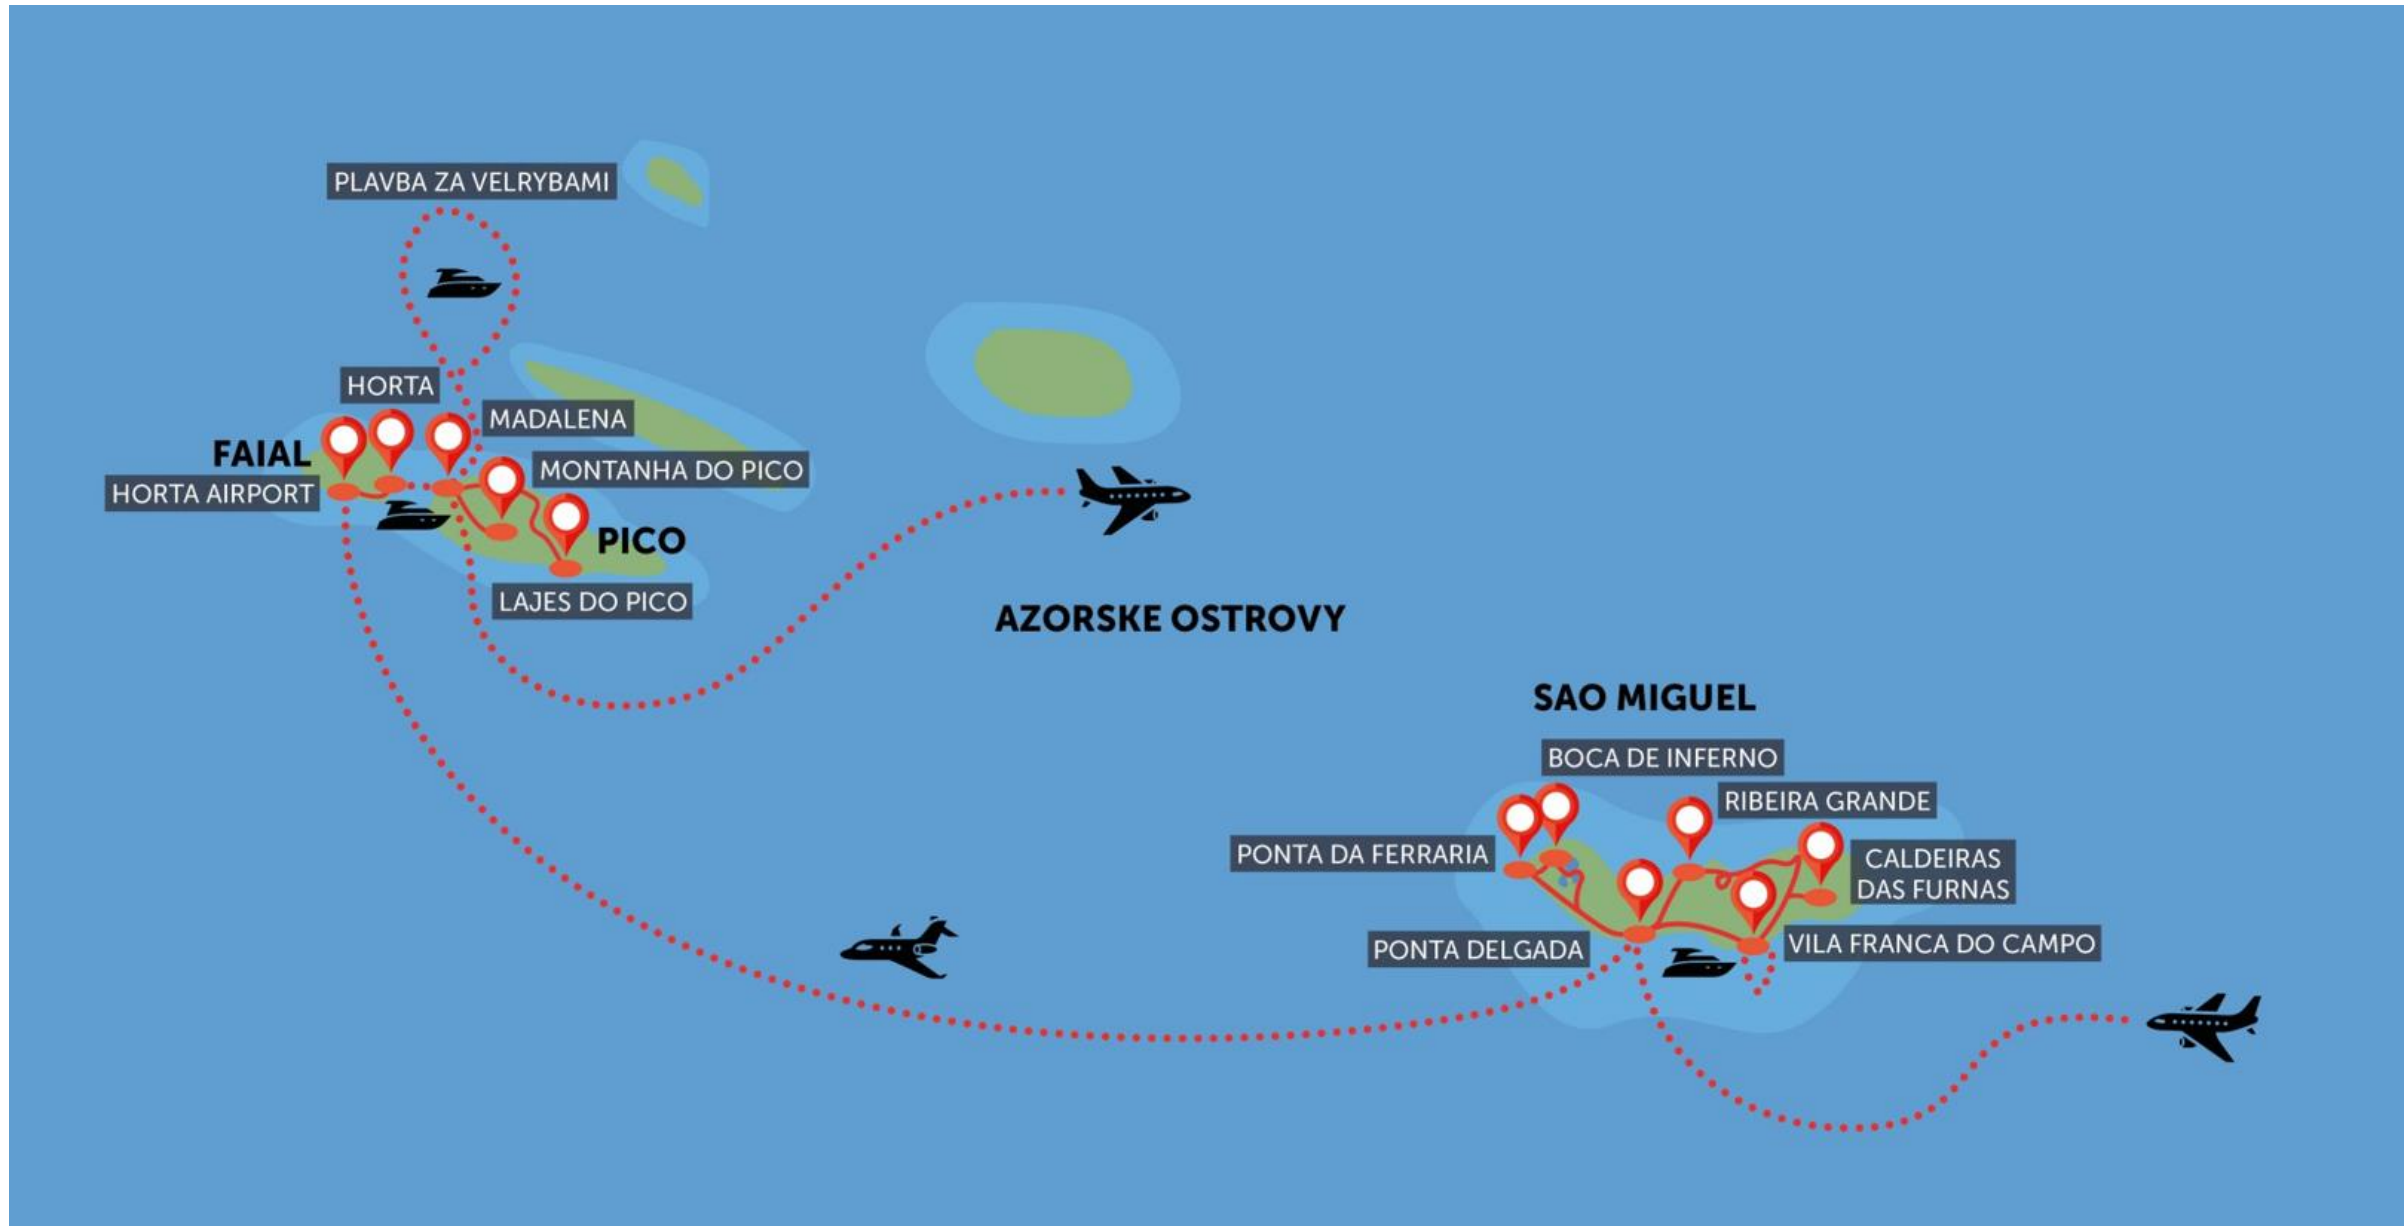 PLAVBA ZA VELRYBAMI
HORTA
MADALENA
FAIAL
MONTANHA DO PICO
HORTA AIRPORT
PICO
LAJES DO PICO
AZORSKE OSTROVY
SAO MIGUEL
BOCA DE INFERNO
RIBEIRA GRANDE
PONTA DA FERRARIA
CALDEIRAS
DAS FURNAS
PONTA DELGADA
VILA FRANCA DO CAMPO